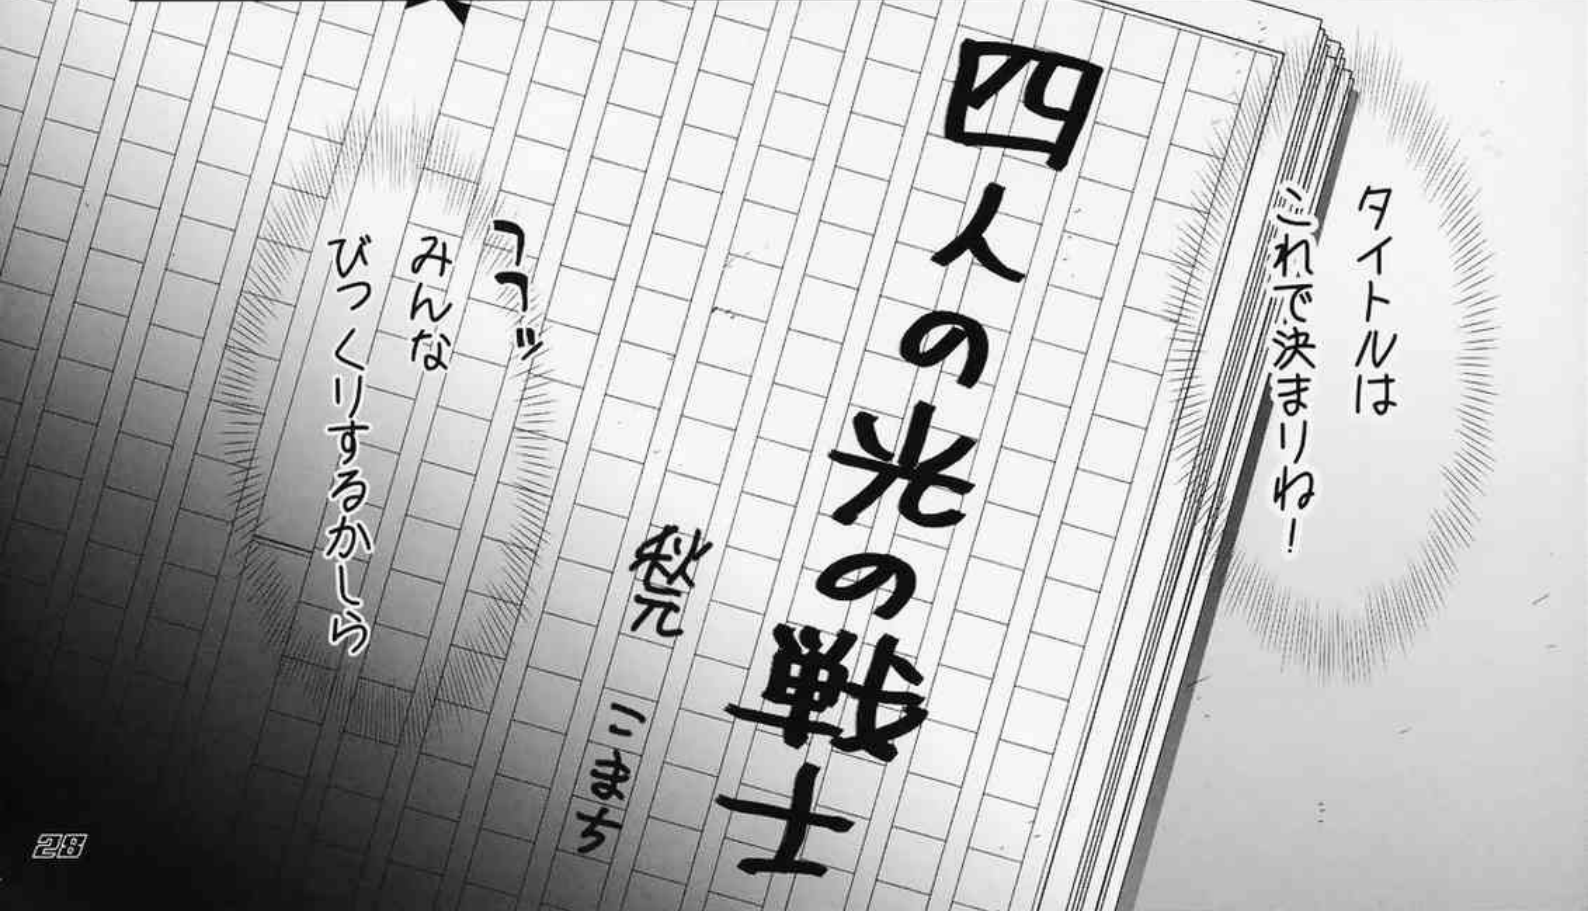 タイトルは
これで決まりね!
四人の光の戦士
秋元 こまち
フフッ
みんな
びっくりするかしら
28